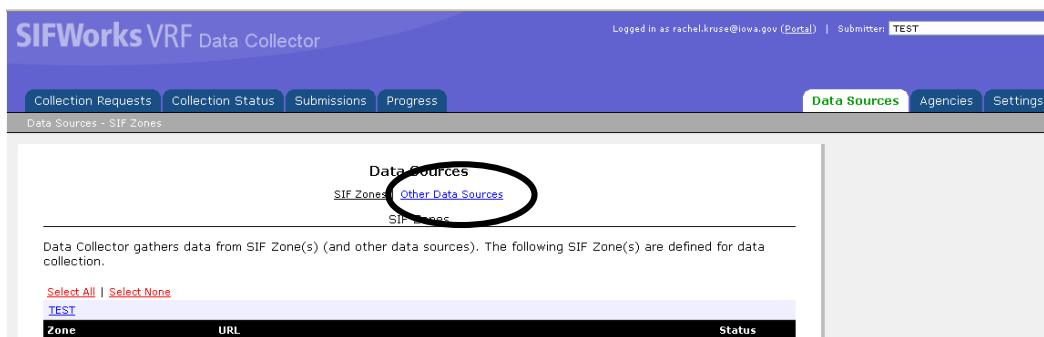 SIFWorks VRF Data Collector
Logged in as rachel.kruse@iowa.gov (Portal) | Submitter: TEST
Collection Requests Collection Status Submissions Progress Data Sources Agencies Settings
Data Sources - SIF Zones
Data Sources
SIF Zones | Other Data Sources
SIF Zones
Data Collector gathers data from SIF Zone(s) (and other data sources). The following SIF Zone(s) are defined for data
collection.
Select All | Select None
TEST
Zone URL Status